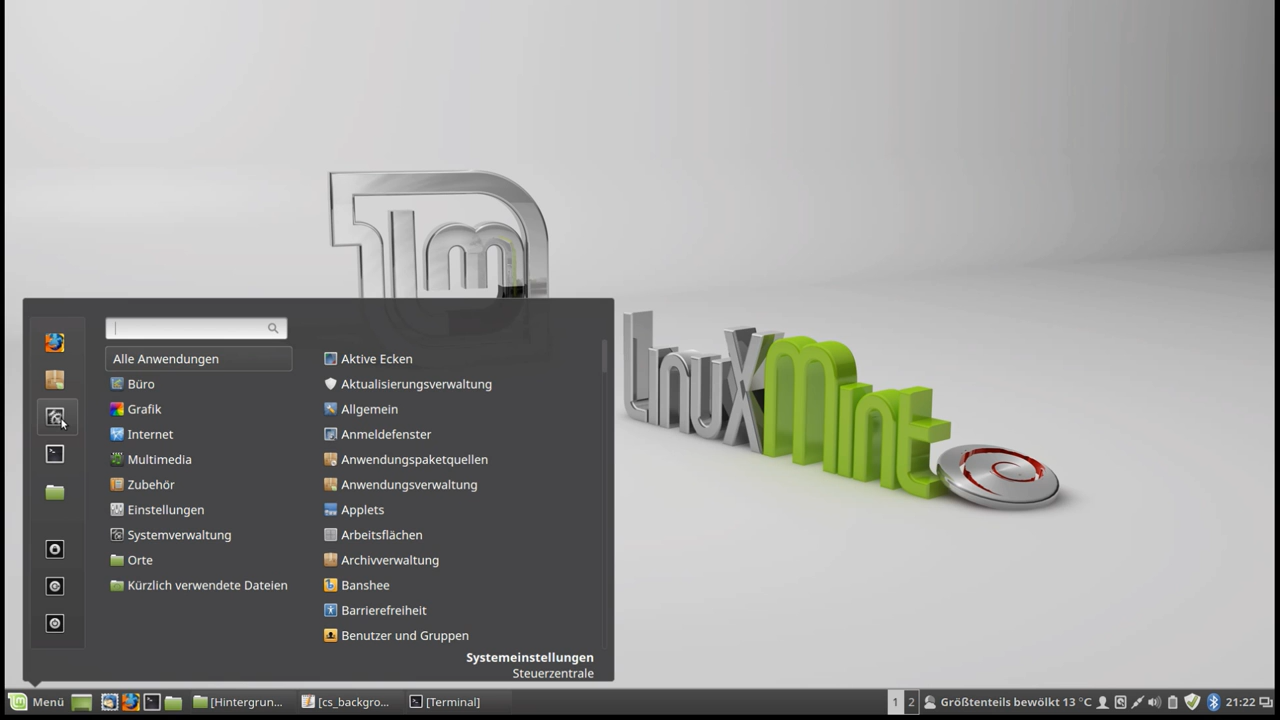 lm
LinuxMint
Alle Anwendungen
Büro
Grafik
Internet
Multimedia
Zubehör
Einstellungen
Systemverwaltung
Orte
Kürzlich verwendete Dateien
Aktive Ecken
Aktualisierungsverwaltung
Allgemein
Anmeldefenster
Anwendungspaketquellen
Anwendungsverwaltung
Applets
Arbeitsflächen
Archivverwaltung
Banshee
Barrierefreiheit
Benutzer und Gruppen
Systemeinstellungen
Steuerzentrale
Menü
[Hintergrun...
[cs_backgro...
[Terminal]
1 2
Größtenteils bewölkt 13 °C
21:22